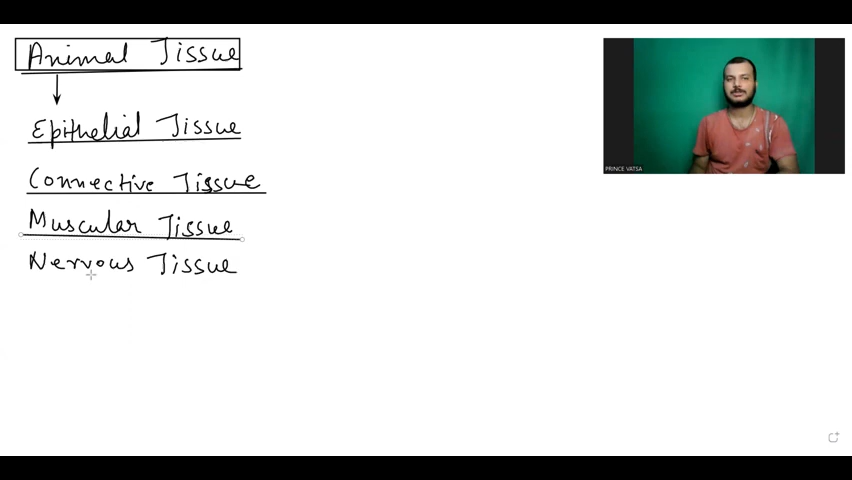 Animal Tissue
Epithelial Tissue
Connective Tissue
Muscular Tissue
Nervous Tissue
PRINCE VATSA